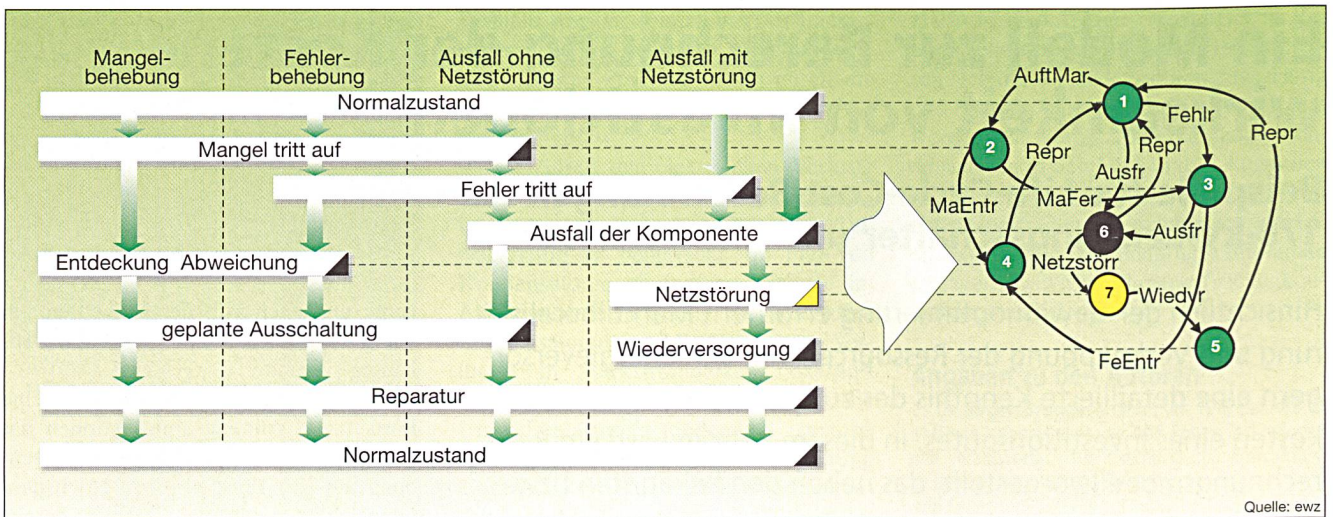 Mangel-
behebung
Fehler-
behebung
Ausfall ohne
Netzstörung
Ausfall mit
Netzstörung
Normalzustand
Mangel tritt auf
Fehler tritt auf
Ausfall der Komponente
Entdeckung Abweichung
Netzstörung
geplante Ausschaltung
Wiederversorgung
Reparatur
Normalzustand
AuftMar
1
Fehlr
Repr
2
Repr
Repr
Ausfr
3
MaEntr
MaFer
6
Ausfr
4
Netzstörr
7
Wiedvr
5
FeEntr
Quelle: ewz